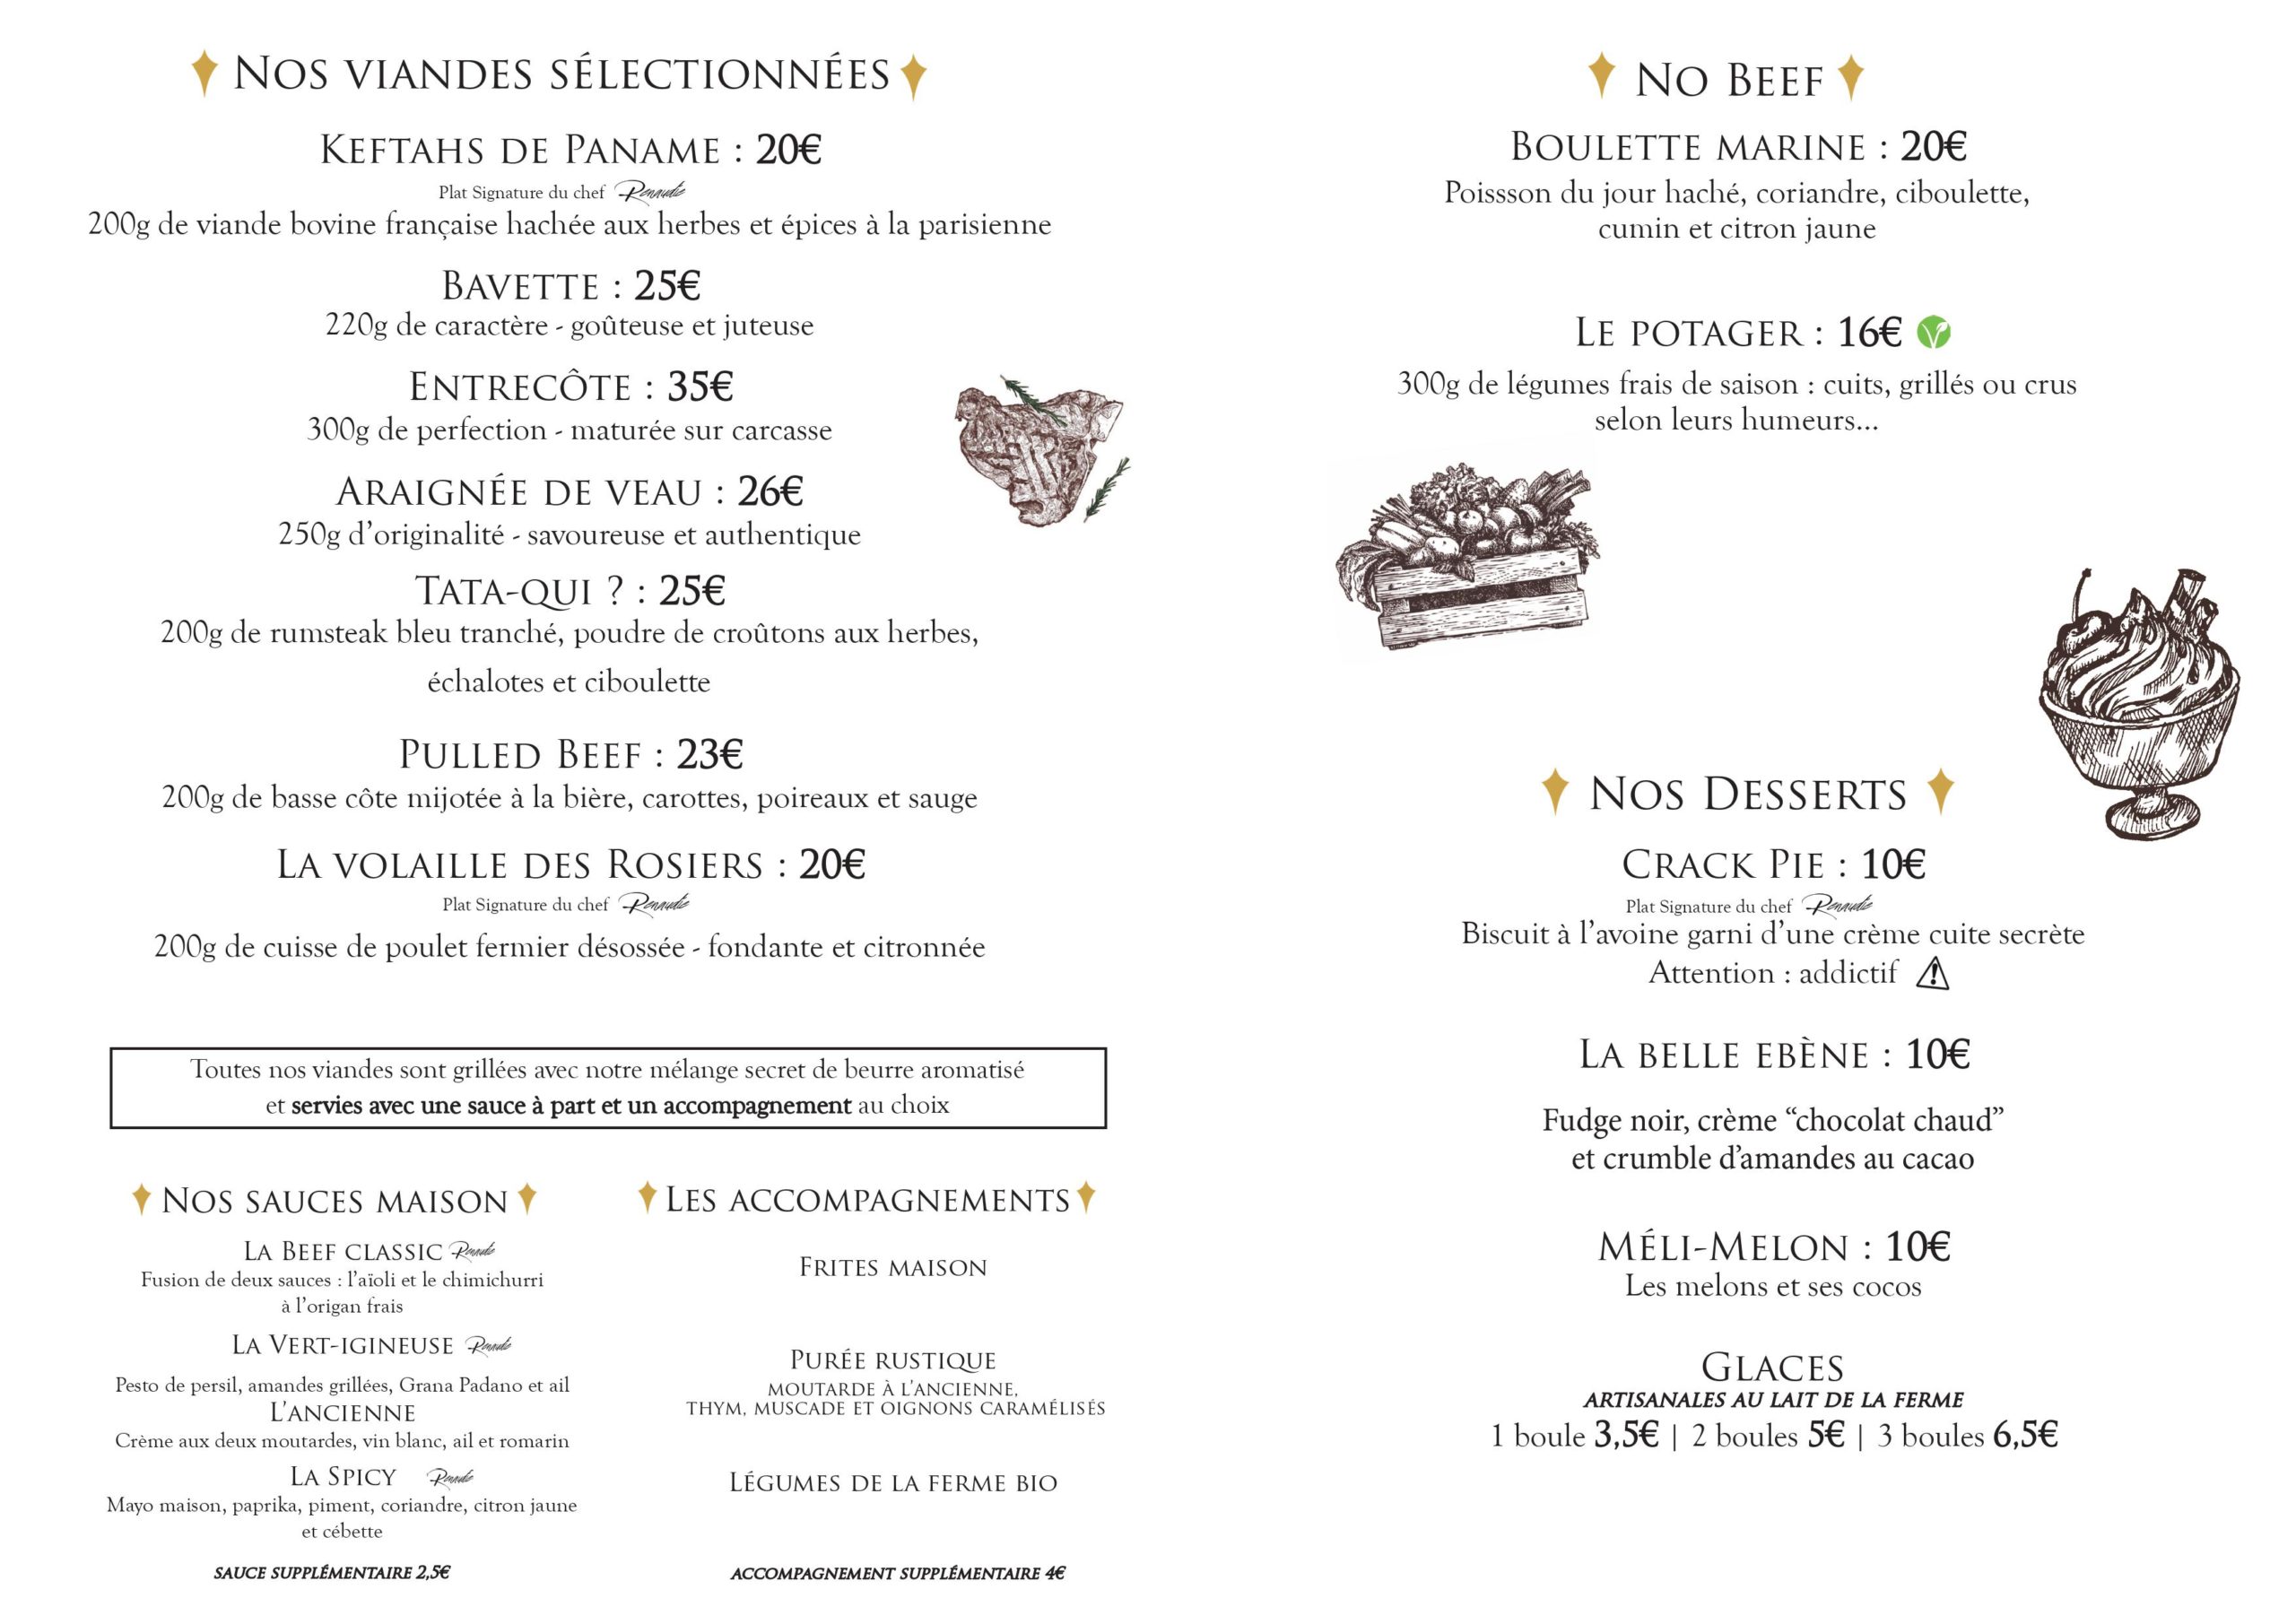 Nos viandes sélectionnées
Keftahs de Paname : 20€
Plat Signature du chef Renaudie
200g de viande bovine française hachée aux herbes et épices à la parisienne
Bavette : 25€
220g de caractère - goûteuse et juteuse
Entrecôte : 35€
300g de perfection - maturée sur carcasse
Araignée de veau : 26€
250g d'originalité - savoureuse et authentique
Tata-qui ? : 25€
200g de rumsteak bleu tranché, poudre de croûtons aux herbes,
échalotes et ciboulette
Pulled Beef : 23€
200g de basse côte mijotée à la bière, carottes, poireaux et sauge
La volaille des Rosiers : 20€
Plat Signature du chef Renaudie
200g de cuisse de poulet fermier désossée - fondante et citronnée
Toutes nos viandes sont grillées avec notre mélange secret de beurre aromatisé
et servies avec une sauce à part et un accompagnement au choix
Nos sauces maison
La Beef classic Renaudie
Fusion de deux sauces : l'aïoli et le chimichurri
à l'origan frais
La Vert-igineuse Renaudie
Pesto de persil, amandes grillées, Grana Padano et ail
L'ancienne
Crème aux deux moutardes, vin blanc, ail et romarin
La Spicy Renaudie
Mayo maison, paprika, piment, coriandre, citron jaune
et cébette
SAUCE SUPPLÉMENTAIRE 2,5€
Les accompagnements
Frites maison
Purée rustique
moutarde à l'ancienne,
thym, muscade et oignons caramélisés
Légumes de la ferme bio
ACCOMPAGNEMENT SUPPLÉMENTAIRE 4€
No Beef
Boulette marine : 20€
Poissson du jour haché, coriandre, ciboulette,
cumin et citron jaune
Le potager : 16€
300g de légumes frais de saison : cuits, grillés ou crus
selon leurs humeurs...
Nos Desserts
Crack Pie : 10€
Plat Signature du chef Renaudie
Biscuit à l'avoine garni d'une crème cuite secrète
Attention : addictif
La belle ebène : 10€
Fudge noir, crème “chocolat chaud”
et crumble d'amandes au cacao
Méli-Melon : 10€
Les melons et ses cocos
Glaces
ARTISANALES AU LAIT DE LA FERME
1 boule 3,5€ | 2 boules 5€ | 3 boules 6,5€